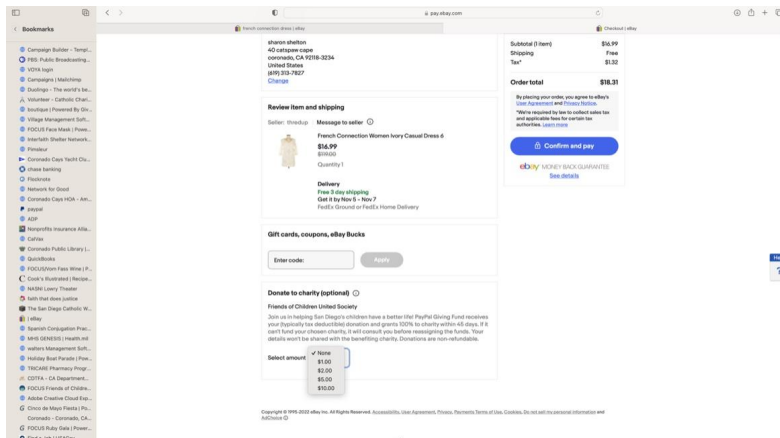 pay.ebay.com
Bookmarks
french connection dress | eBay
Checkout | eBay
Campaign Builder - Templ...
PBS: Public Broadcasting...
VOYA login
Campaigns | Mailchimp
Duolingo - The world's be...
Volunteer - Catholic Chari...
boutique | Powered By Giv...
Village Management Soft...
FOCUS Face Mask | Powe...
Interfaith Shelter Network...
Pimsleur
Coronado Cays Yacht Clu...
chase banking
Flocknote
Network for Good
Coronado Cays HOA - Am...
paypal
ADP
Nonprofits Insurance Allia...
CalVax
Coronado Public Library |...
QuickBooks
FOCUS|Vom Fass Wine | P...
Cook's Illustrated | Recipe...
NASNI Lowry Theater
faith that does justice
The San Diego Catholic W...
| eBay
Spanish Conjugation Prac...
MHS GENESIS | Health.mil
walters Management Soft...
Holiday Boat Parade | Pow...
TRICARE Pharmacy Progr...
CDTFA - CA Department...
FOCUS Friends of Childre...
Adobe Creative Cloud Exp...
Cinco de Mayo Fiesta | Po...
Coronado - Coronado, CA...
FOCUS Ruby Gala | Power...
sharon shelton
40 catspaw cape
coronado, CA 92118-3234
United States
(619) 313-7827
Change
Review item and shipping
Seller: thredup Message to seller
French Connection Women Ivory Casual Dress 6
$16.99
$119.00
Quantity 1
Delivery
Free 3 day shipping
Get it by Nov 5 - Nov 7
FedEx Ground or FedEx Home Delivery
Gift cards, coupons, eBay Bucks
Enter code:
Apply
Donate to charity (optional)
Friends of Children United Society
Join us in helping San Diego's children have a better life! PayPal Giving Fund receives
your (typically tax deductible) donation and grants 100% to charity within 45 days. If it
can't fund your chosen charity, it will consult you before reassigning the funds. Your
details won't be shared with the benefiting charity. Donations are non-refundable.
Select amount
✓ None
$1.00
$2.00
$5.00
$10.00
Subtotal (1 item) $16.99
Shipping Free
Tax* $1.32
Order total $18.31
By placing your order, you agree to eBay's
User Agreement and Privacy Notice.
*We're required by law to collect sales tax
and applicable fees for certain tax
authorities. Learn more
Confirm and pay
ebay MONEY BACK GUARANTEE
See details
He
?
Copyright © 1995-2022 eBay Inc. All Rights Reserved. Accessibility, User Agreement, Privacy, Payments Terms of Use, Cookies, Do not sell my personal information and
AdChoice